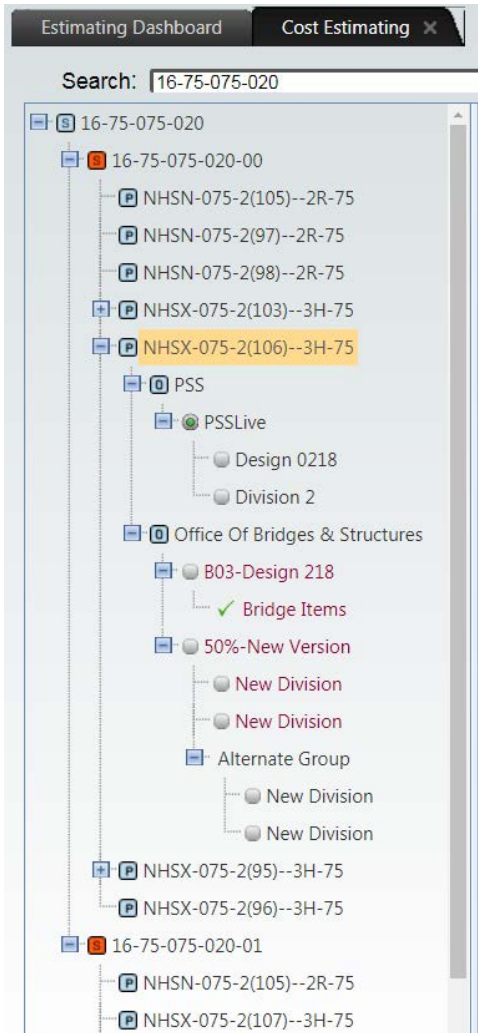 Estimating Dashboard Cost Estimating ×
Search: 16-75-075-020
S 16-75-075-020
S 16-75-075-020-00
P NHSN-075-2(105)--2R-75
P NHSN-075-2(97)--2R-75
P NHSN-075-2(98)--2R-75
P NHSX-075-2(103)--3H-75
P NHSX-075-2(106)--3H-75
O PSS
PSSLive
Design 0218
Division 2
O Office Of Bridges & Structures
B03-Design 218
Bridge Items
50%-New Version
New Division
New Division
Alternate Group
New Division
New Division
P NHSX-075-2(95)--3H-75
P NHSX-075-2(96)--3H-75
S 16-75-075-020-01
P NHSN-075-2(105)--2R-75
P NHSX-075-2(107)--3H-75